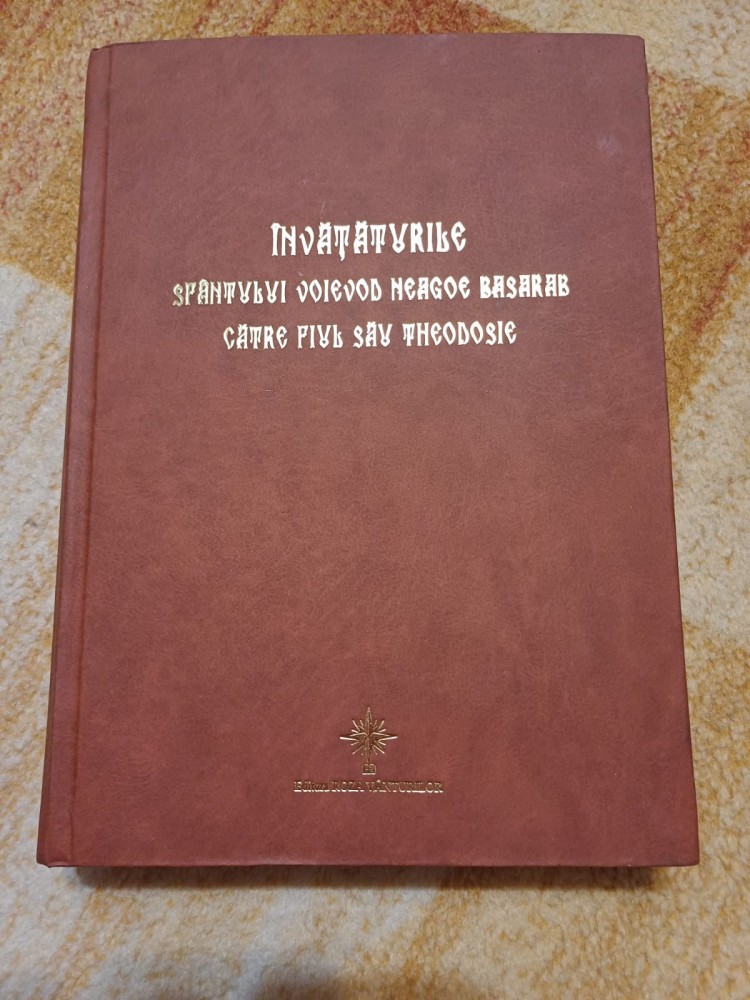 ÎNVĂȚĂTURILE
SFÂNTULUI VOIEVOD NEAGOE BASARAB
CĂTRE FIUL SĂU THEODOSIE
Editura ROZA VÂNTURILOR